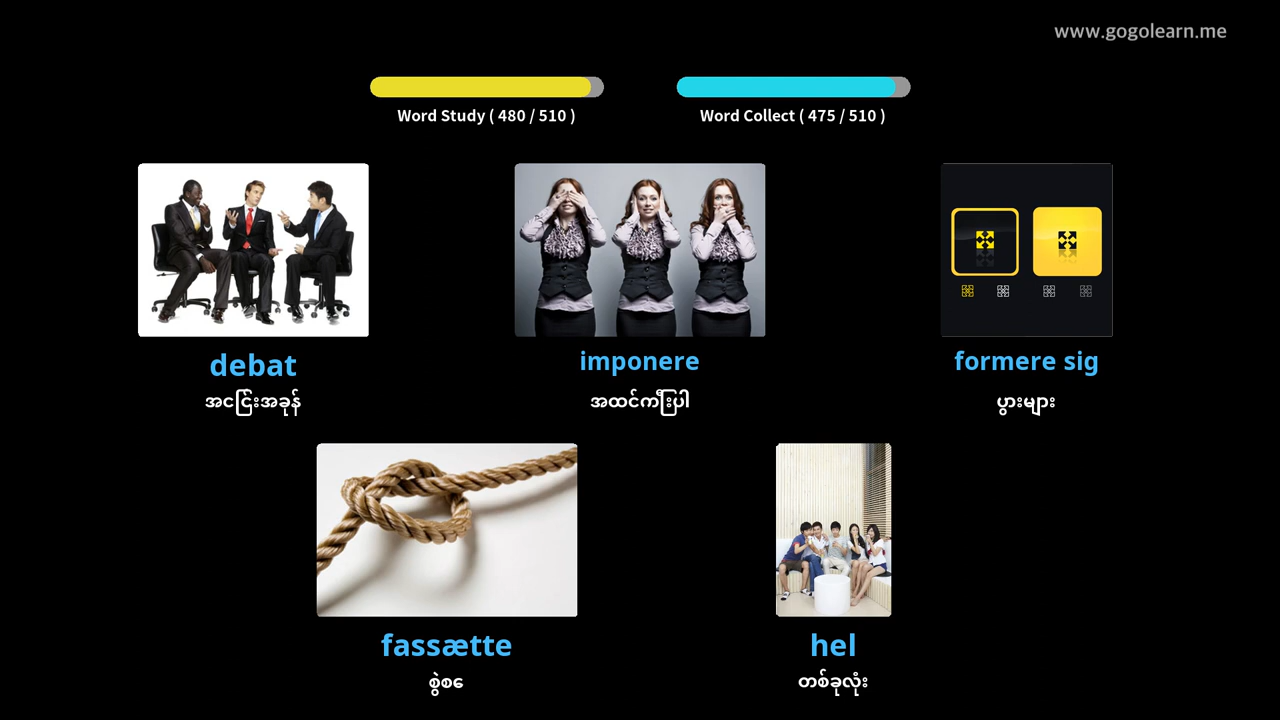 www.gogolearn.me
Word Study ( 480 / 510 )
Word Collect ( 475 / 510 )
debat
အငြင်းအခုန်
imponere
အထင်ကြီးပါ
formere sig
ပွားများ
fassætte
စွဲစေ
hel
တစ်ခုလုံး